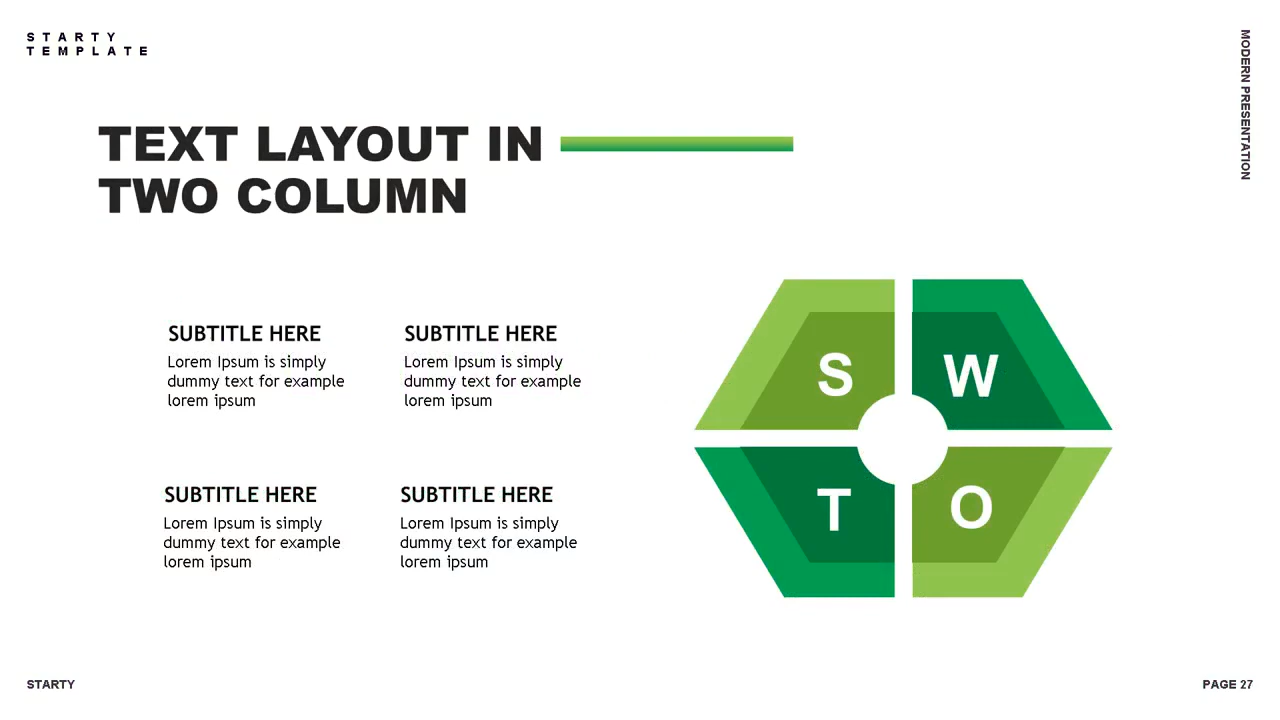 STARTY
TEMPLATE
MODERN PRESENTATION
TEXT LAYOUT IN
TWO COLUMN
SUBTITLE HERE
Lorem Ipsum is simply
dummy text for example
lorem ipsum
SUBTITLE HERE
Lorem Ipsum is simply
dummy text for example
lorem ipsum
SUBTITLE HERE
Lorem Ipsum is simply
dummy text for example
lorem ipsum
SUBTITLE HERE
Lorem Ipsum is simply
dummy text for example
lorem ipsum
S
W
T
O
STARTY
PAGE 27